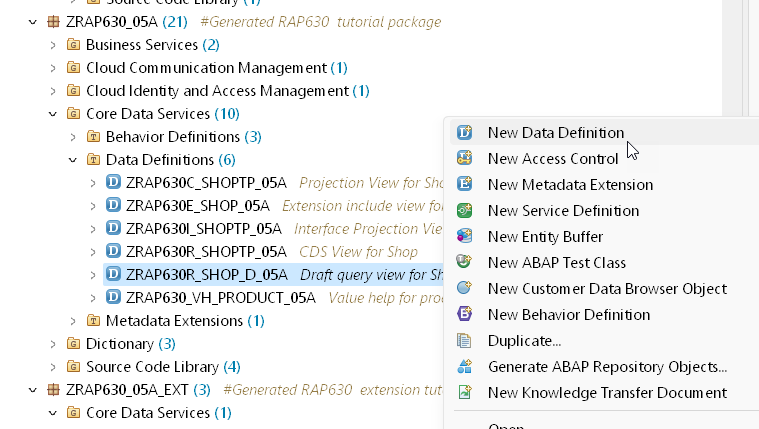 Source Code Library (1)
ZRAP630_05A (21) #Generated RAP630 tutorial package
Business Services (2)
Cloud Communication Management (1)
Cloud Identity and Access Management (1)
Core Data Services (10)
Behavior Definitions (3)
Data Definitions (6)
ZRAP630C_SHOPTP_05A Projection View for Sho
ZRAP630E_SHOP_05A Extension include view fo
ZRAP630I_SHOPTP_05A Interface Projection Vie
ZRAP630R_SHOPTP_05A CDS View for Shop
ZRAP630R_SHOP_D_05A Draft query view for Sh
ZRAP630_VH_PRODUCT_05A Value help for pro
Metadata Extensions (1)
Dictionary (3)
Source Code Library (4)
ZRAP630_05A_EXT (3) #Generated RAP630 extension tut
Core Data Services (1)
New Data Definition
New Access Control
New Metadata Extension
New Service Definition
New Entity Buffer
New ABAP Test Class
New Customer Data Browser Object
New Behavior Definition
Duplicate...
Generate ABAP Repository Objects...
New Knowledge Transfer Document
Open